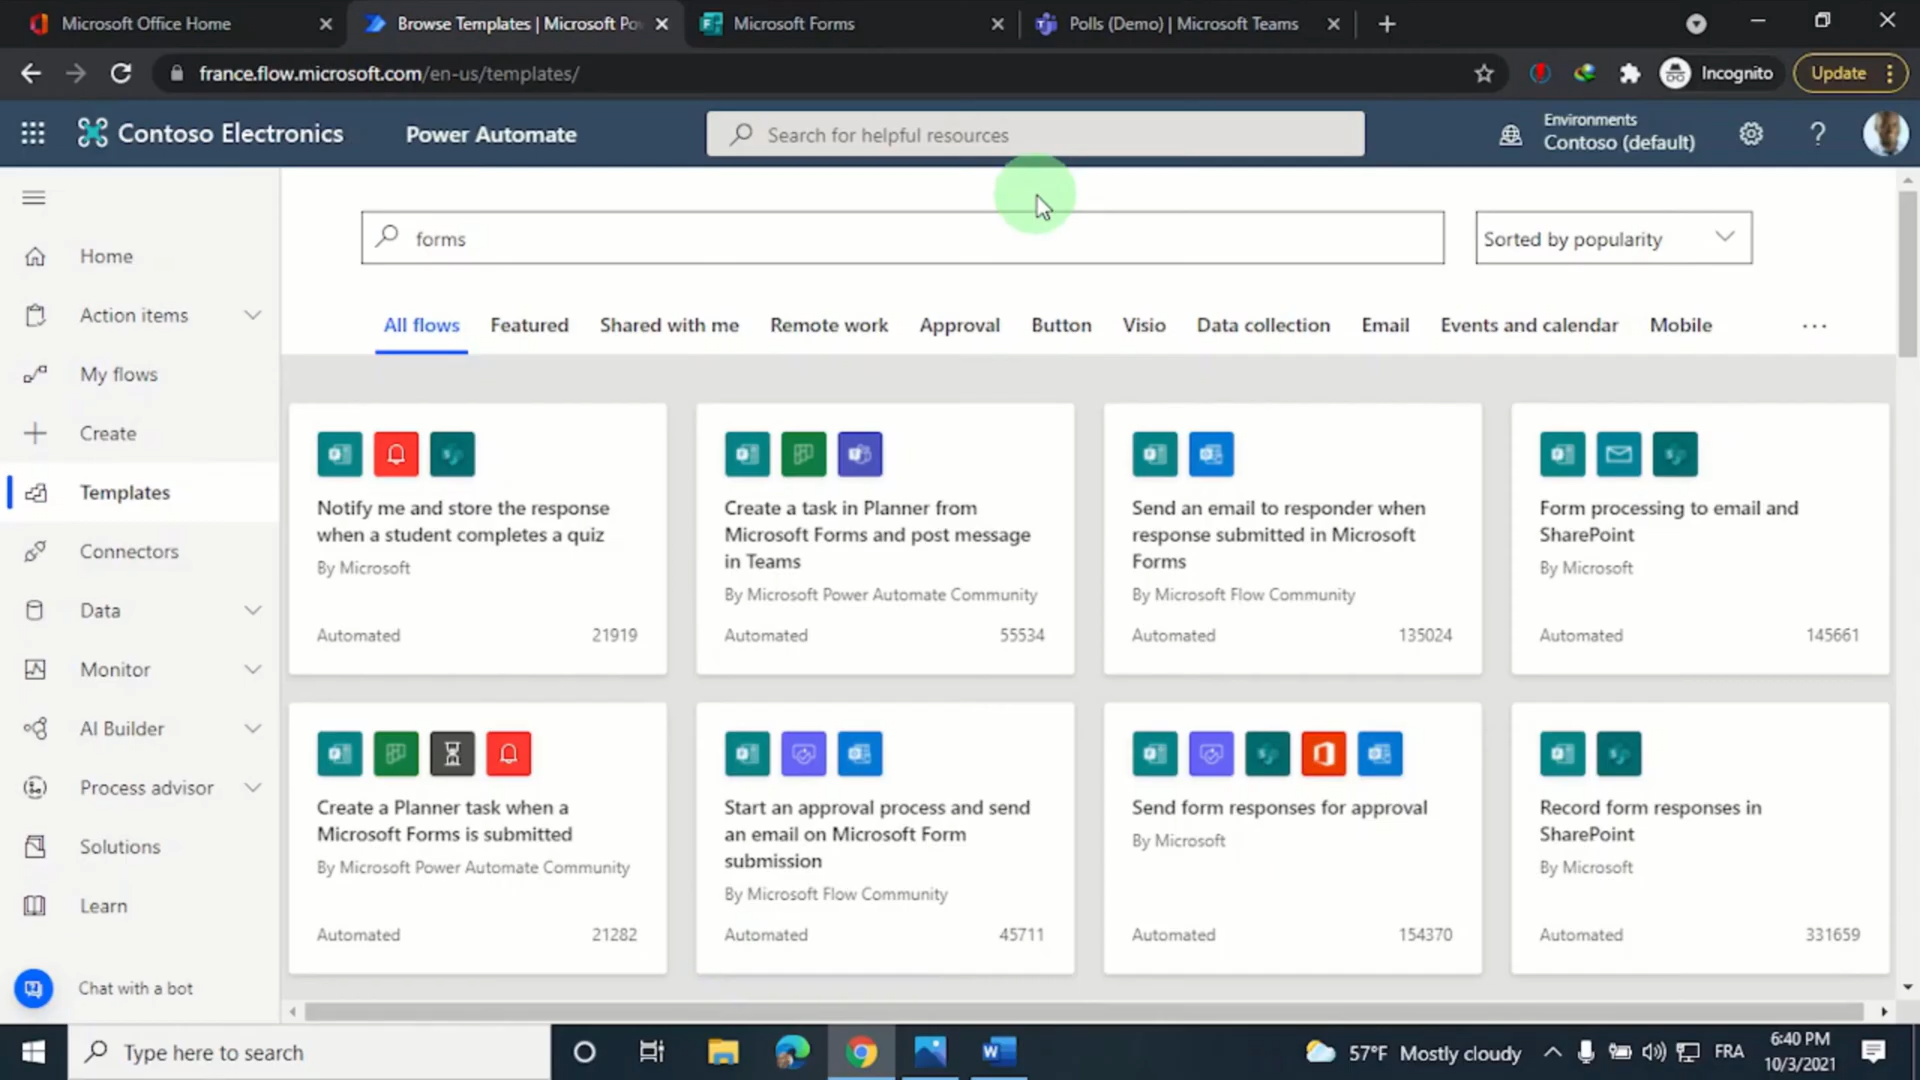 Microsoft Office Home
Browse Templates | Microsoft Po
Microsoft Forms
Polls (Demo) | Microsoft Teams
france.flow.microsoft.com/en-us/templates/
Incognito
Update
Contoso Electronics
Power Automate
Search for helpful resources
Environments
Contoso (default)
forms
Sorted by popularity
Home
Action items
My flows
Create
Templates
Connectors
Data
Monitor
AI Builder
Process advisor
Solutions
Learn
Chat with a bot
All flows
Featured
Shared with me
Remote work
Approval
Button
Visio
Data collection
Email
Events and calendar
Mobile
Notify me and store the response
when a student completes a quiz
By Microsoft
Automated
21919
Create a task in Planner from
Microsoft Forms and post message
in Teams
By Microsoft Power Automate Community
Automated
55534
Send an email to responder when
response submitted in Microsoft
Forms
By Microsoft Flow Community
Automated
135024
Form processing to email and
SharePoint
By Microsoft
Automated
145661
Create a Planner task when a
Microsoft Forms is submitted
By Microsoft Power Automate Community
Automated
21282
Start an approval process and send
an email on Microsoft Form
submission
By Microsoft Flow Community
Automated
45711
Send form responses for approval
By Microsoft
Automated
154370
Record form responses in
SharePoint
By Microsoft
Automated
331659
Type here to search
57°F Mostly cloudy
FRA
6:40 PM
10/3/2021